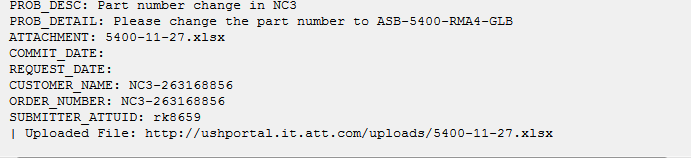 PROB_DESC: Part number change in NC3
PROB_DETAIL: Please change the part number to ASB-5400-RMA4-GLB
ATTACHMENT: 5400-11-27.xlsx
COMMIT_DATE:
REQUEST_DATE:
CUSTOMER_NAME: NC3-263168856
ORDER_NUMBER: NC3-263168856
SUBMITTER_ATTUID: rk8659
| Uploaded File: http://ushportal.it.att.com/uploads/5400-11-27.xlsx